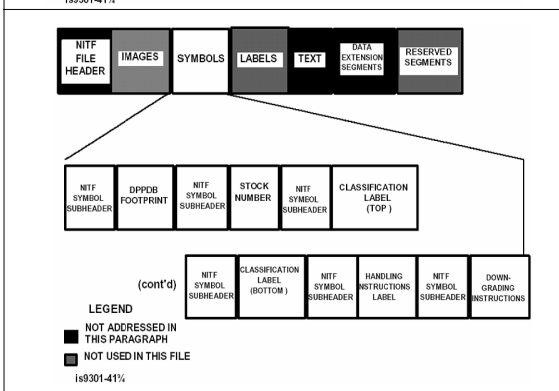 is9301-41¾
NITF
FILE
HEADER
IMAGES
SYMBOLS
LABELS
TEXT
DATA
EXTENSION
SEGMENTS
RESERVED
SEGMENTS
NITF
SYMBOL
SUBHEADER
DPPDB
FOOTPRINT
NITF
SYMBOL
SUBHEADER
STOCK
NUMBER
NITF
SYMBOL
SUBHEADER
CLASSIFICATION
LABEL
(TOP )
(cont'd)
NITF
SYMBOL
SUBHEADER
CLASSIFICATION
LABEL
(BOTTOM )
NITF
SYMBOL
SUBHEADER
HANDLING
NSTRUCTIONS
LABEL
NITF
SYMBOL
SUBHEADER
DOWN-
GRADING
INSTRUCTIONS
LEGEND
NOT ADDRESSED IN
THIS PARAGRAPH
NOT USED IN THIS FILE
is9301-41¾